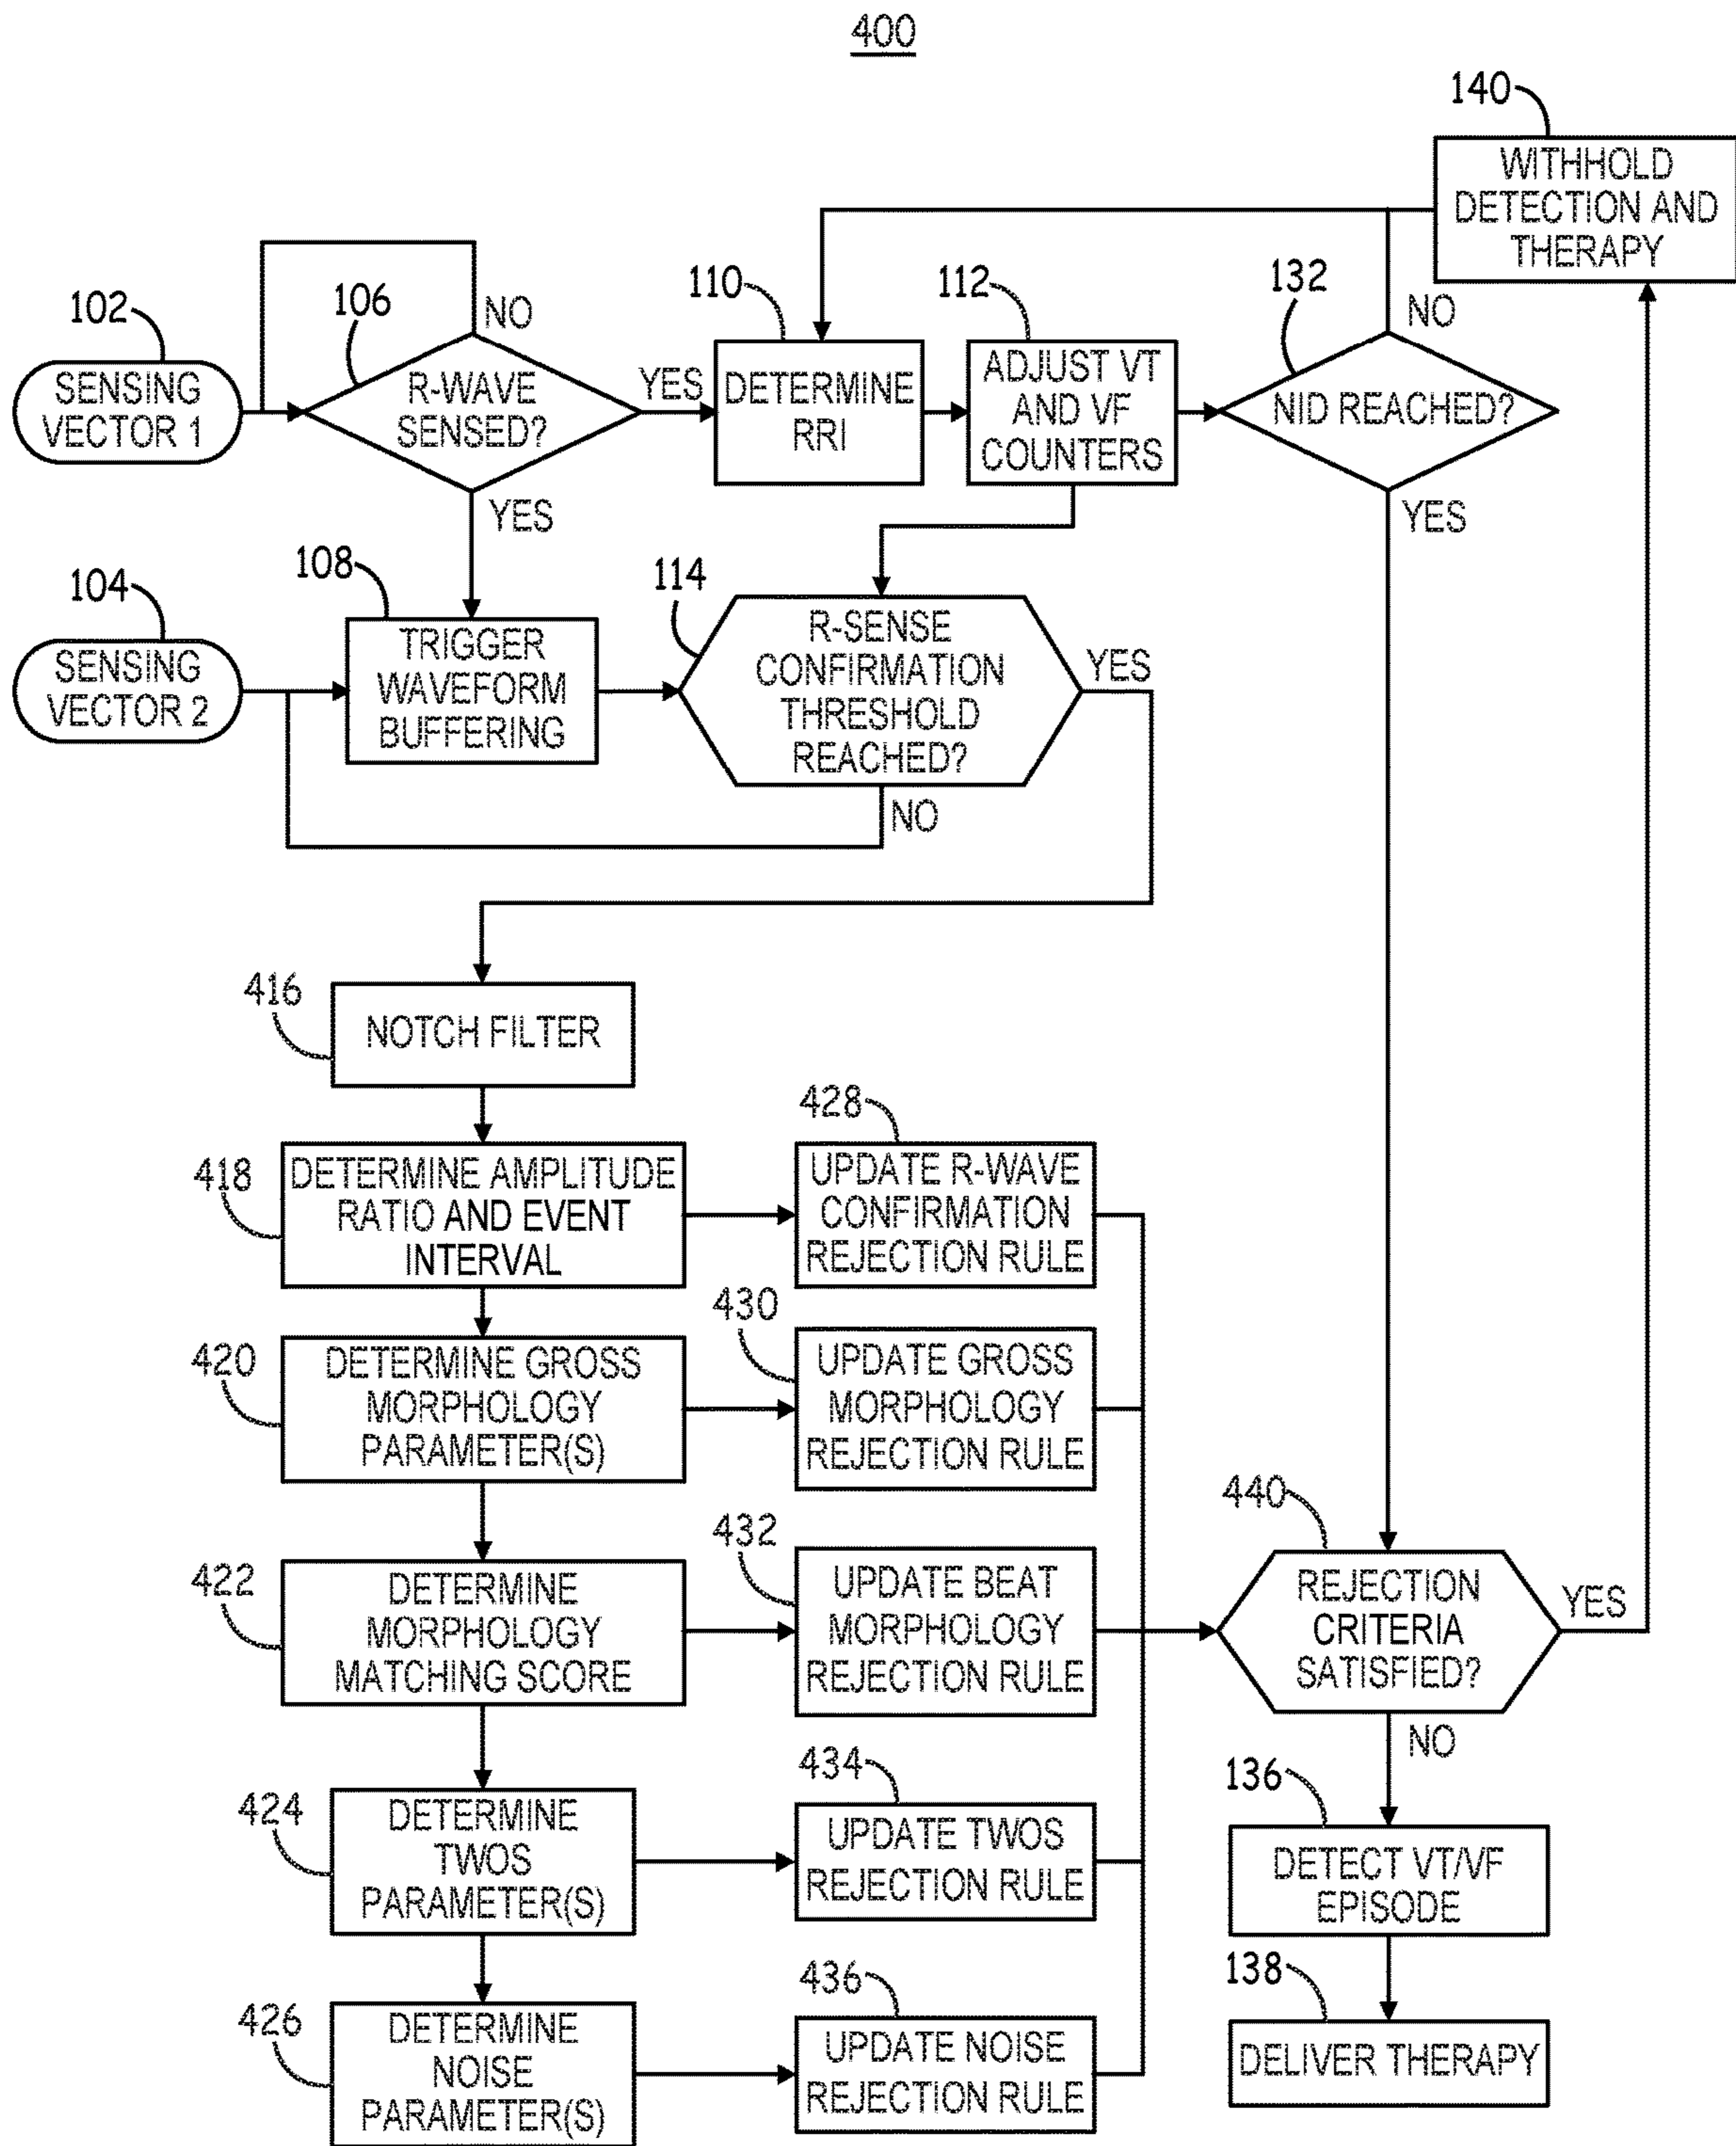 400
140
WITHHOLD
DETECTION AND
THERAPY
102
SENSING
VECTOR 1
106
R-WAVE
SENSED?
NO
YES
YES
110
DETERMINE
RRI
112
ADJUST VT
AND VF
COUNTERS
132
NID REACHED?
NO
YES
104
SENSING
VECTOR 2
108
TRIGGER
WAVEFORM
BUFFERING
114
R-SENSE
CONFIRMATION
THRESHOLD
REACHED?
YES
NO
416
NOTCH FILTER
418
DETERMINE AMPLITUDE
RATIO AND EVENT
INTERVAL
428
UPDATE R-WAVE
CONFIRMATION
REJECTION RULE
420
DETERMINE GROSS
MORPHOLOGY
PARAMETER(S)
430
UPDATE GROSS
MORPHOLOGY
REJECTION RULE
422
DETERMINE
MORPHOLOGY
MATCHING SCORE
432
UPDATE BEAT
MORPHOLOGY
REJECTION RULE
440
REJECTION
CRITERIA
SATISFIED?
YES
NO
424
DETERMINE
TWOS
PARAMETER(S)
434
UPDATE TWOS
REJECTION RULE
136
DETECT VT/VF
EPISODE
426
DETERMINE
NOISE
PARAMETER(S)
436
UPDATE NOISE
REJECTION RULE
138
DELIVER THERAPY